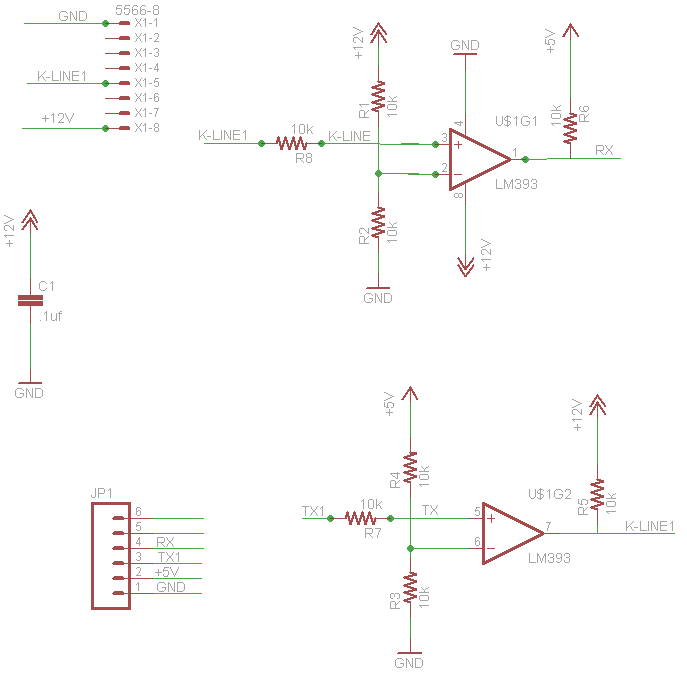 5566-8
GND
X1-1
X1-2
X1-3
X1-4
K-LINE1
X1-5
X1-6
X1-7
+12V
X1-8
+12V
R1
10k
GND
+5V
10k
R6
K-LINE1
10k
R8
K-LINE
3
2
4
8
1
U$1G1
LM393
RX
R2
10k
+12V
GND
+12V
C1
.1uf
GND
JP1
6
5
4
RX
3
TX1
2
+5V
1
GND
+5V
R4
10k
TX1
10k
R7
TX
5
6
7
U$1G2
LM393
+12V
R5
10k
K-LINE1
R3
10k
GND